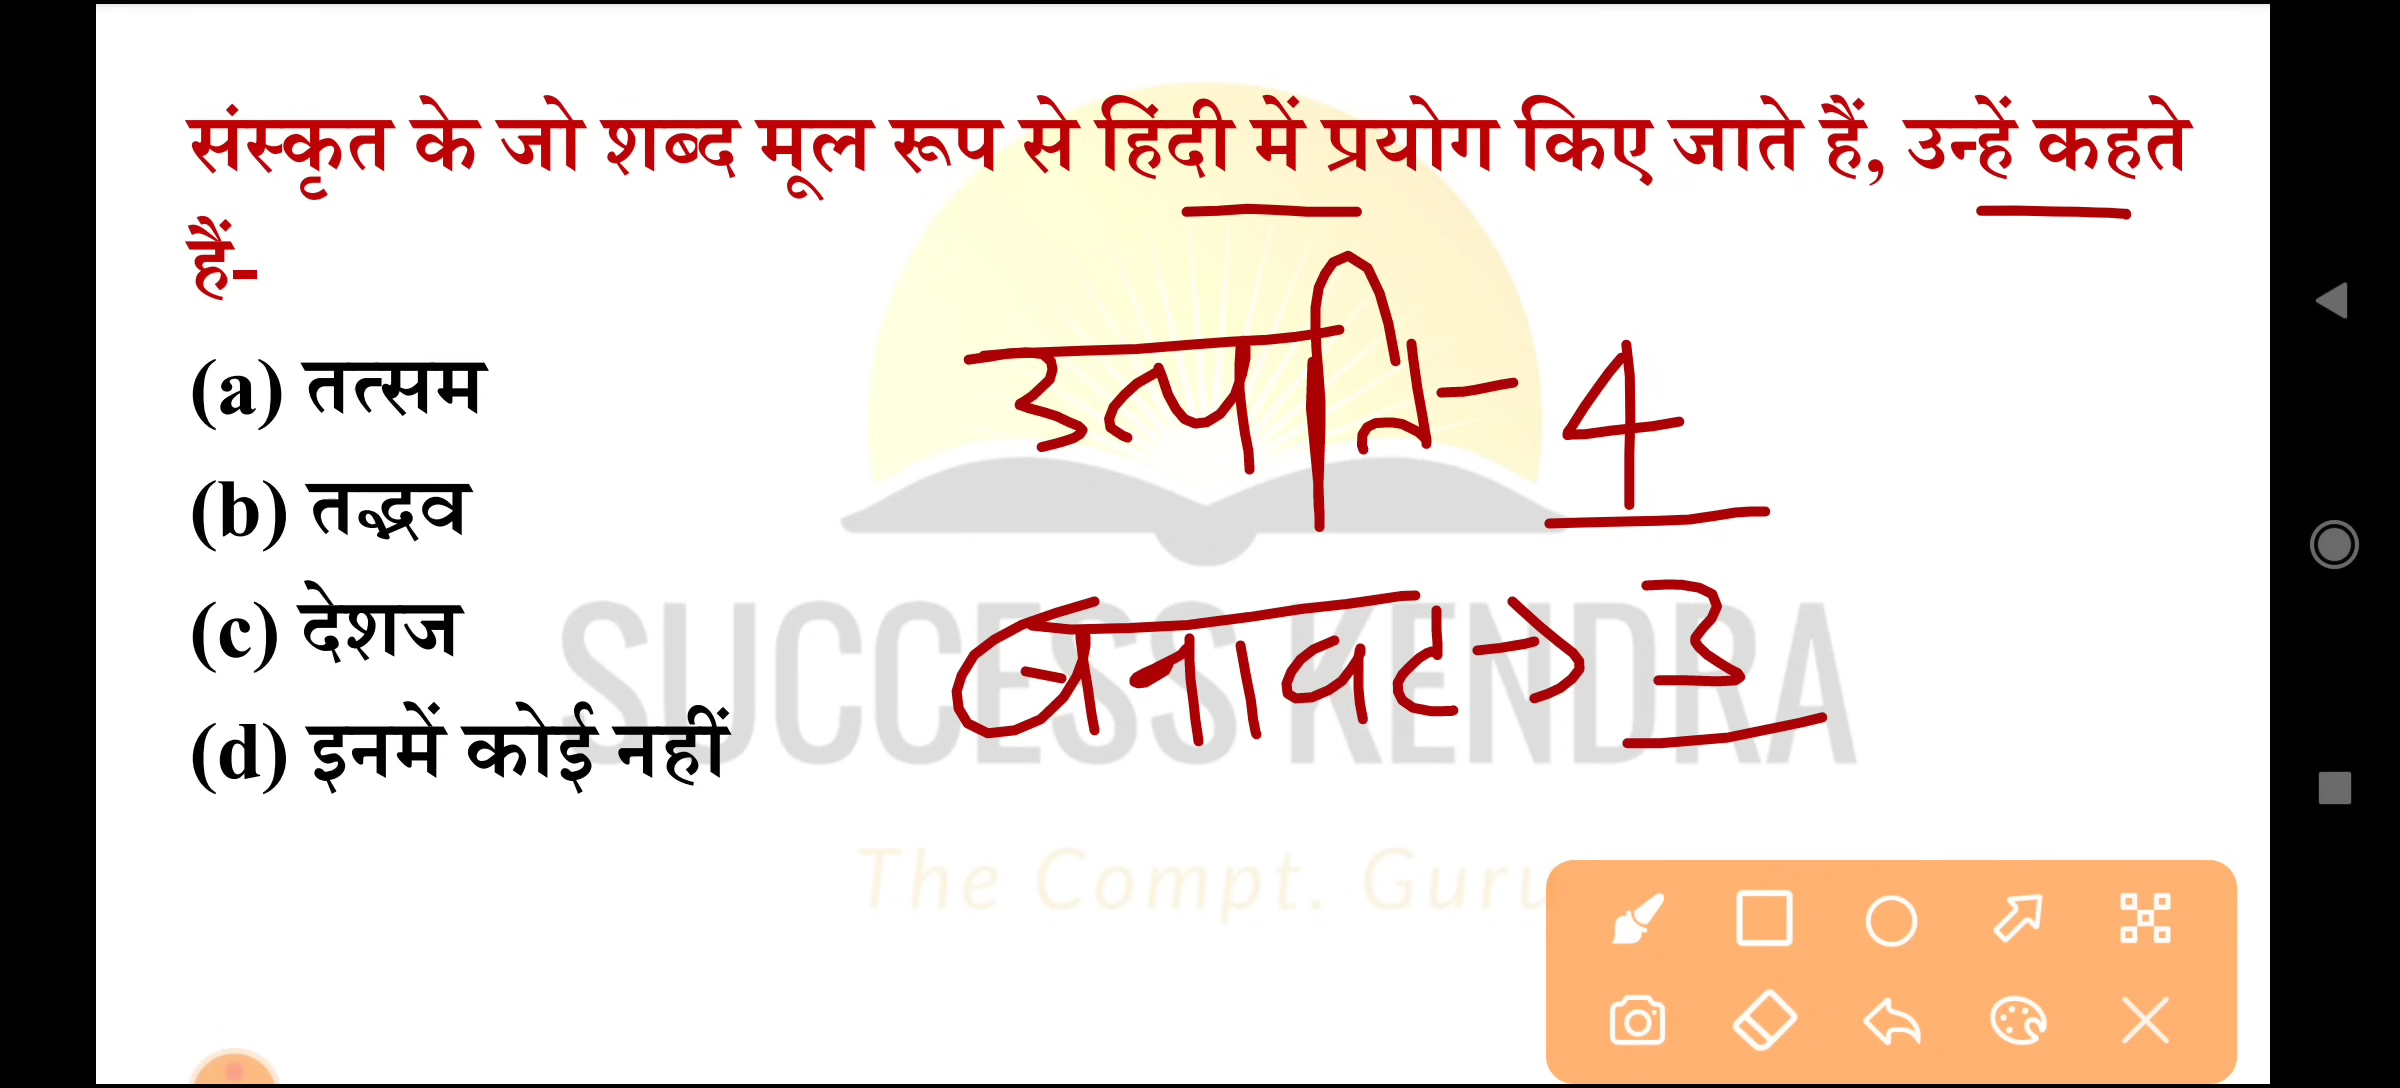 संस्कृत के जो शब्द मूल रूप से हिंदी में प्रयोग किए जाते हैं, उन्हें कहते
हैं-
(a) तत्सम
(b) तद्भव
(c) देशज
(d) इनमें कोई नहीं
उत्पत्ति - 4
बनावट -> 3
SUCCESS KENDRA
The Compt. Guru